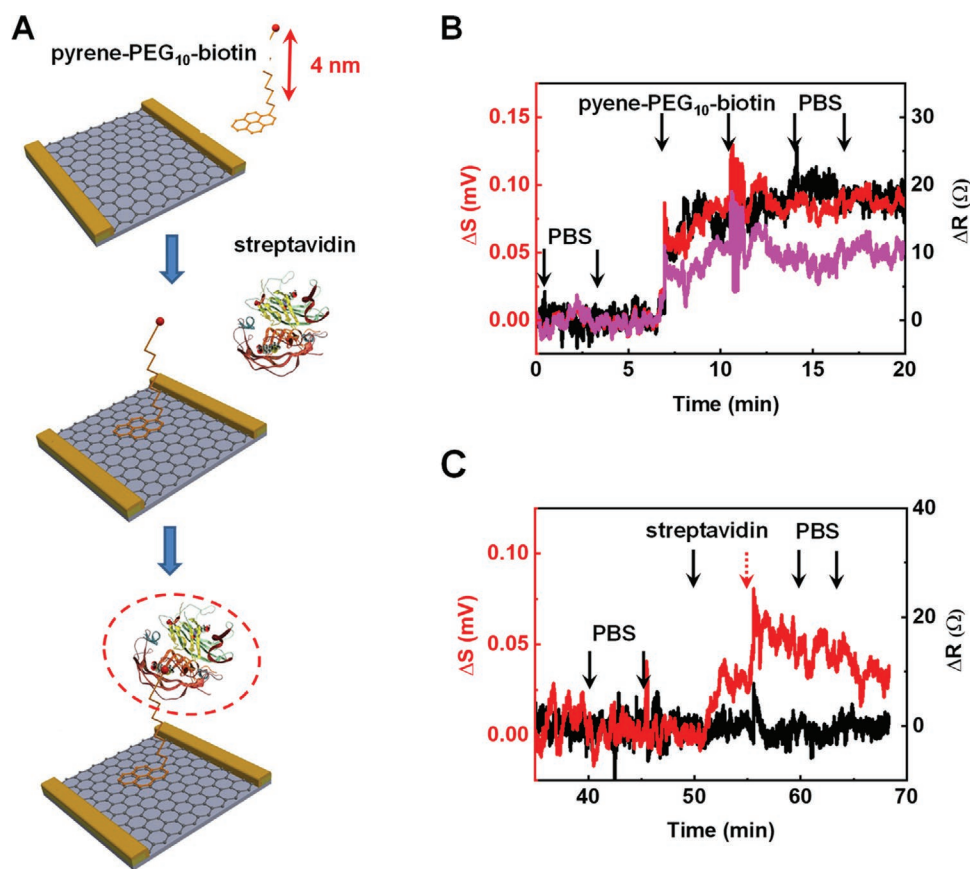 A
pyrene-PEG10-biotin
4 nm
streptavidin
B
ΔS (mV)
0.15
0.10
0.05
0.00
pyene-PEG10-biotin
PBS
PBS
30
20
10
0
ΔR (Ω)
0 5 10 15 20
Time (min)
C
ΔS (mV)
0.10
0.05
0.00
streptavidin
PBS
PBS
40
20
0
ΔR (Ω)
40 50 60 70
Time (min)